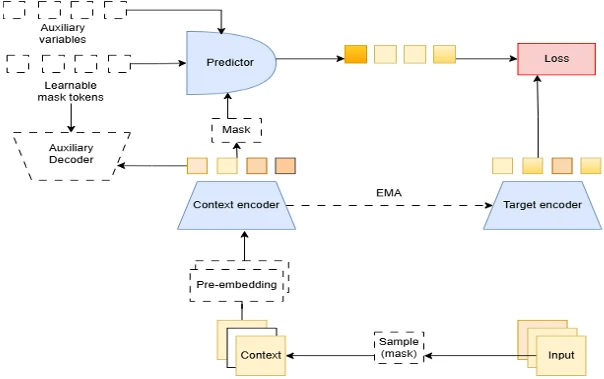 Auxiliary
variables
Predictor
Loss
Learnable
mask tokens
Mask
Auxiliary
Decoder
EMA
Context encoder
Target encoder
Pre-embedding
Context
Sample
(mask)
Input